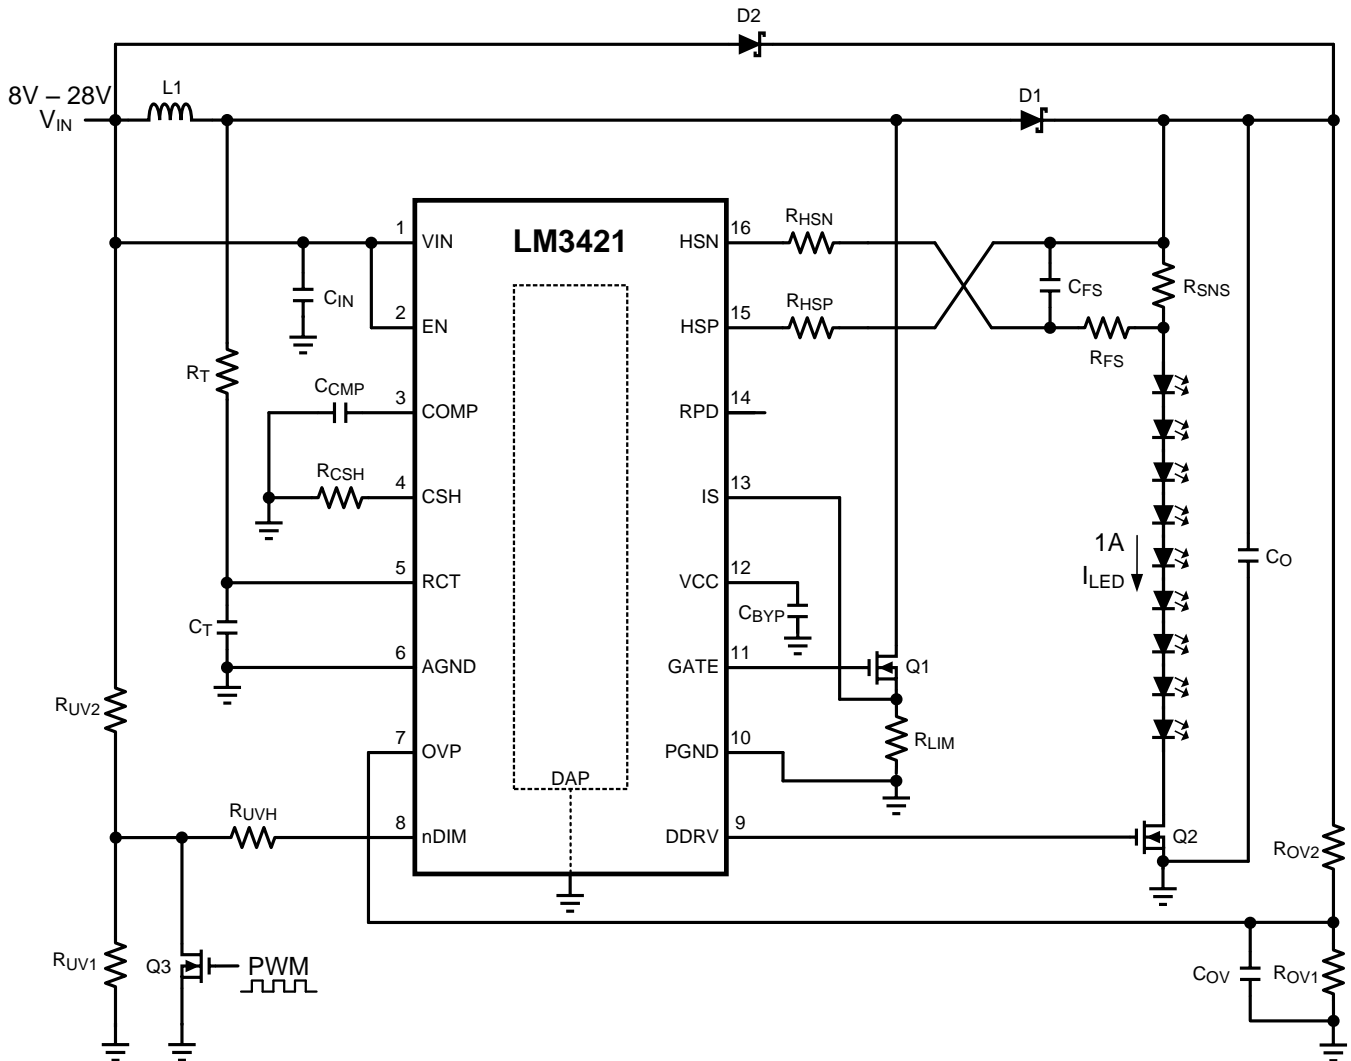 D2
8V – 28V
VIN
L1
D1
LM3421
1
VIN
16
HSN
RHSN
CIN
2
EN
15
HSP
RHSP
CFS
RSNS
RFS
RT
CCMP
3
COMP
14
RPD
RCSH
4
CSH
13
IS
1A
ILED
CO
5
RCT
12
VCC
CBYP
CT
6
AGND
11
GATE
Q1
RUV2
7
OVP
10
PGND
RLIM
DAP
RUVH
8
nDIM
9
DDRV
Q2
ROV2
RUV1
Q3
PWM
COV
ROV1